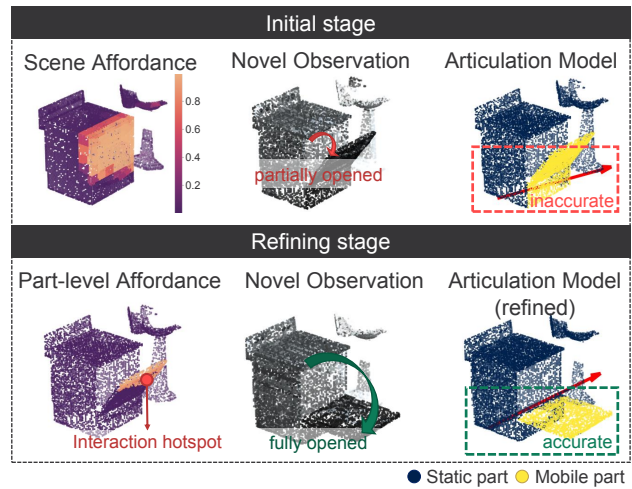 Initial stage
Scene Affordance
Novel Observation
Articulation Model
0.8
0.6
0.4
0.2
partially opened
inaccurate
Refining stage
Part-level Affordance
Novel Observation
Articulation Model
(refined)
Interaction hotspot
fully opened
accurate
Static part
Mobile part